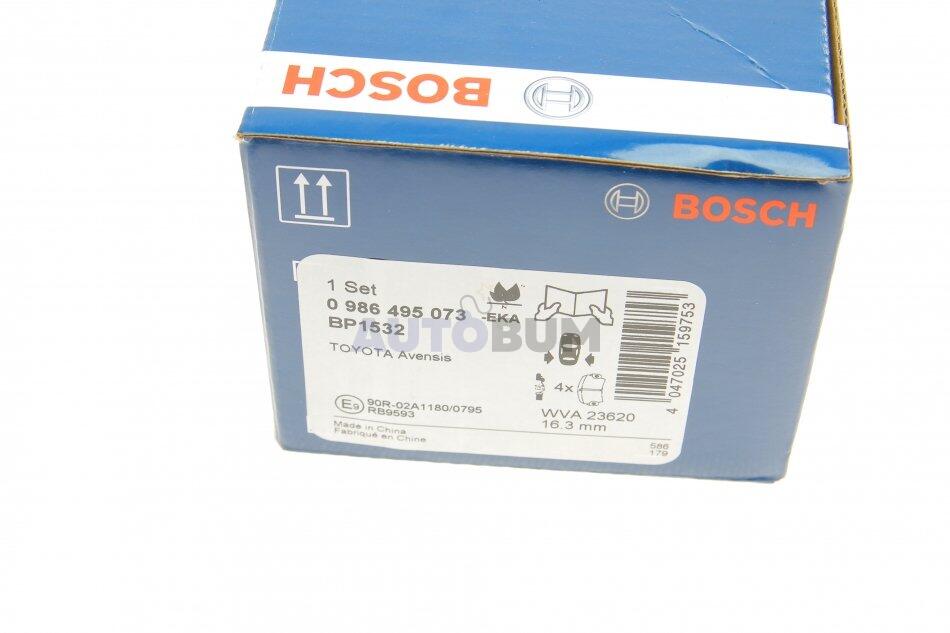 BOSCH
BOSCH
1 Set
0 986 495 073 -EKA
BP1532
TOYOTA Avensis
AUTOBUM
4x
E9 90R-02A1180/0795
RB9593
WVA 23620
16.3 mm
Made in China
Fabriqué en Chine
586
179
4 047025 159753